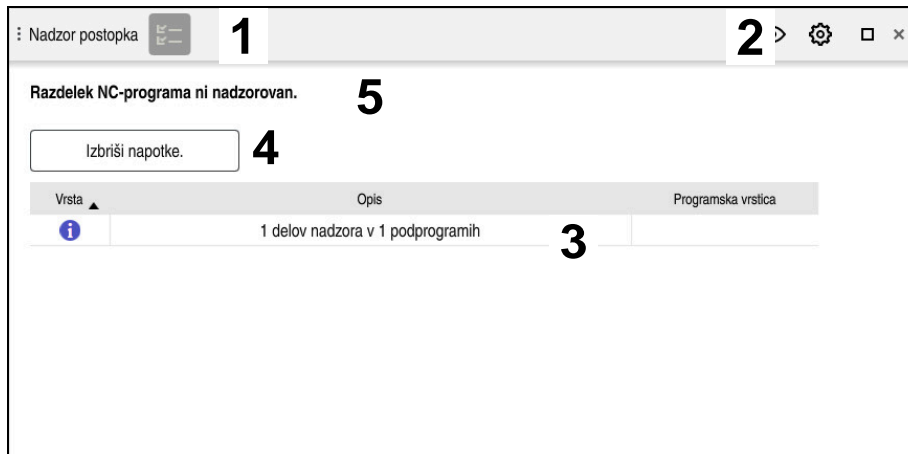 Nadzor postopka 1 2
Razdelek NC-programa ni nadzorovan. 5
Izbriši napotke. 4
Vrsta Opis Programska vrstica
1 delov nadzora v 1 podprogramih 3